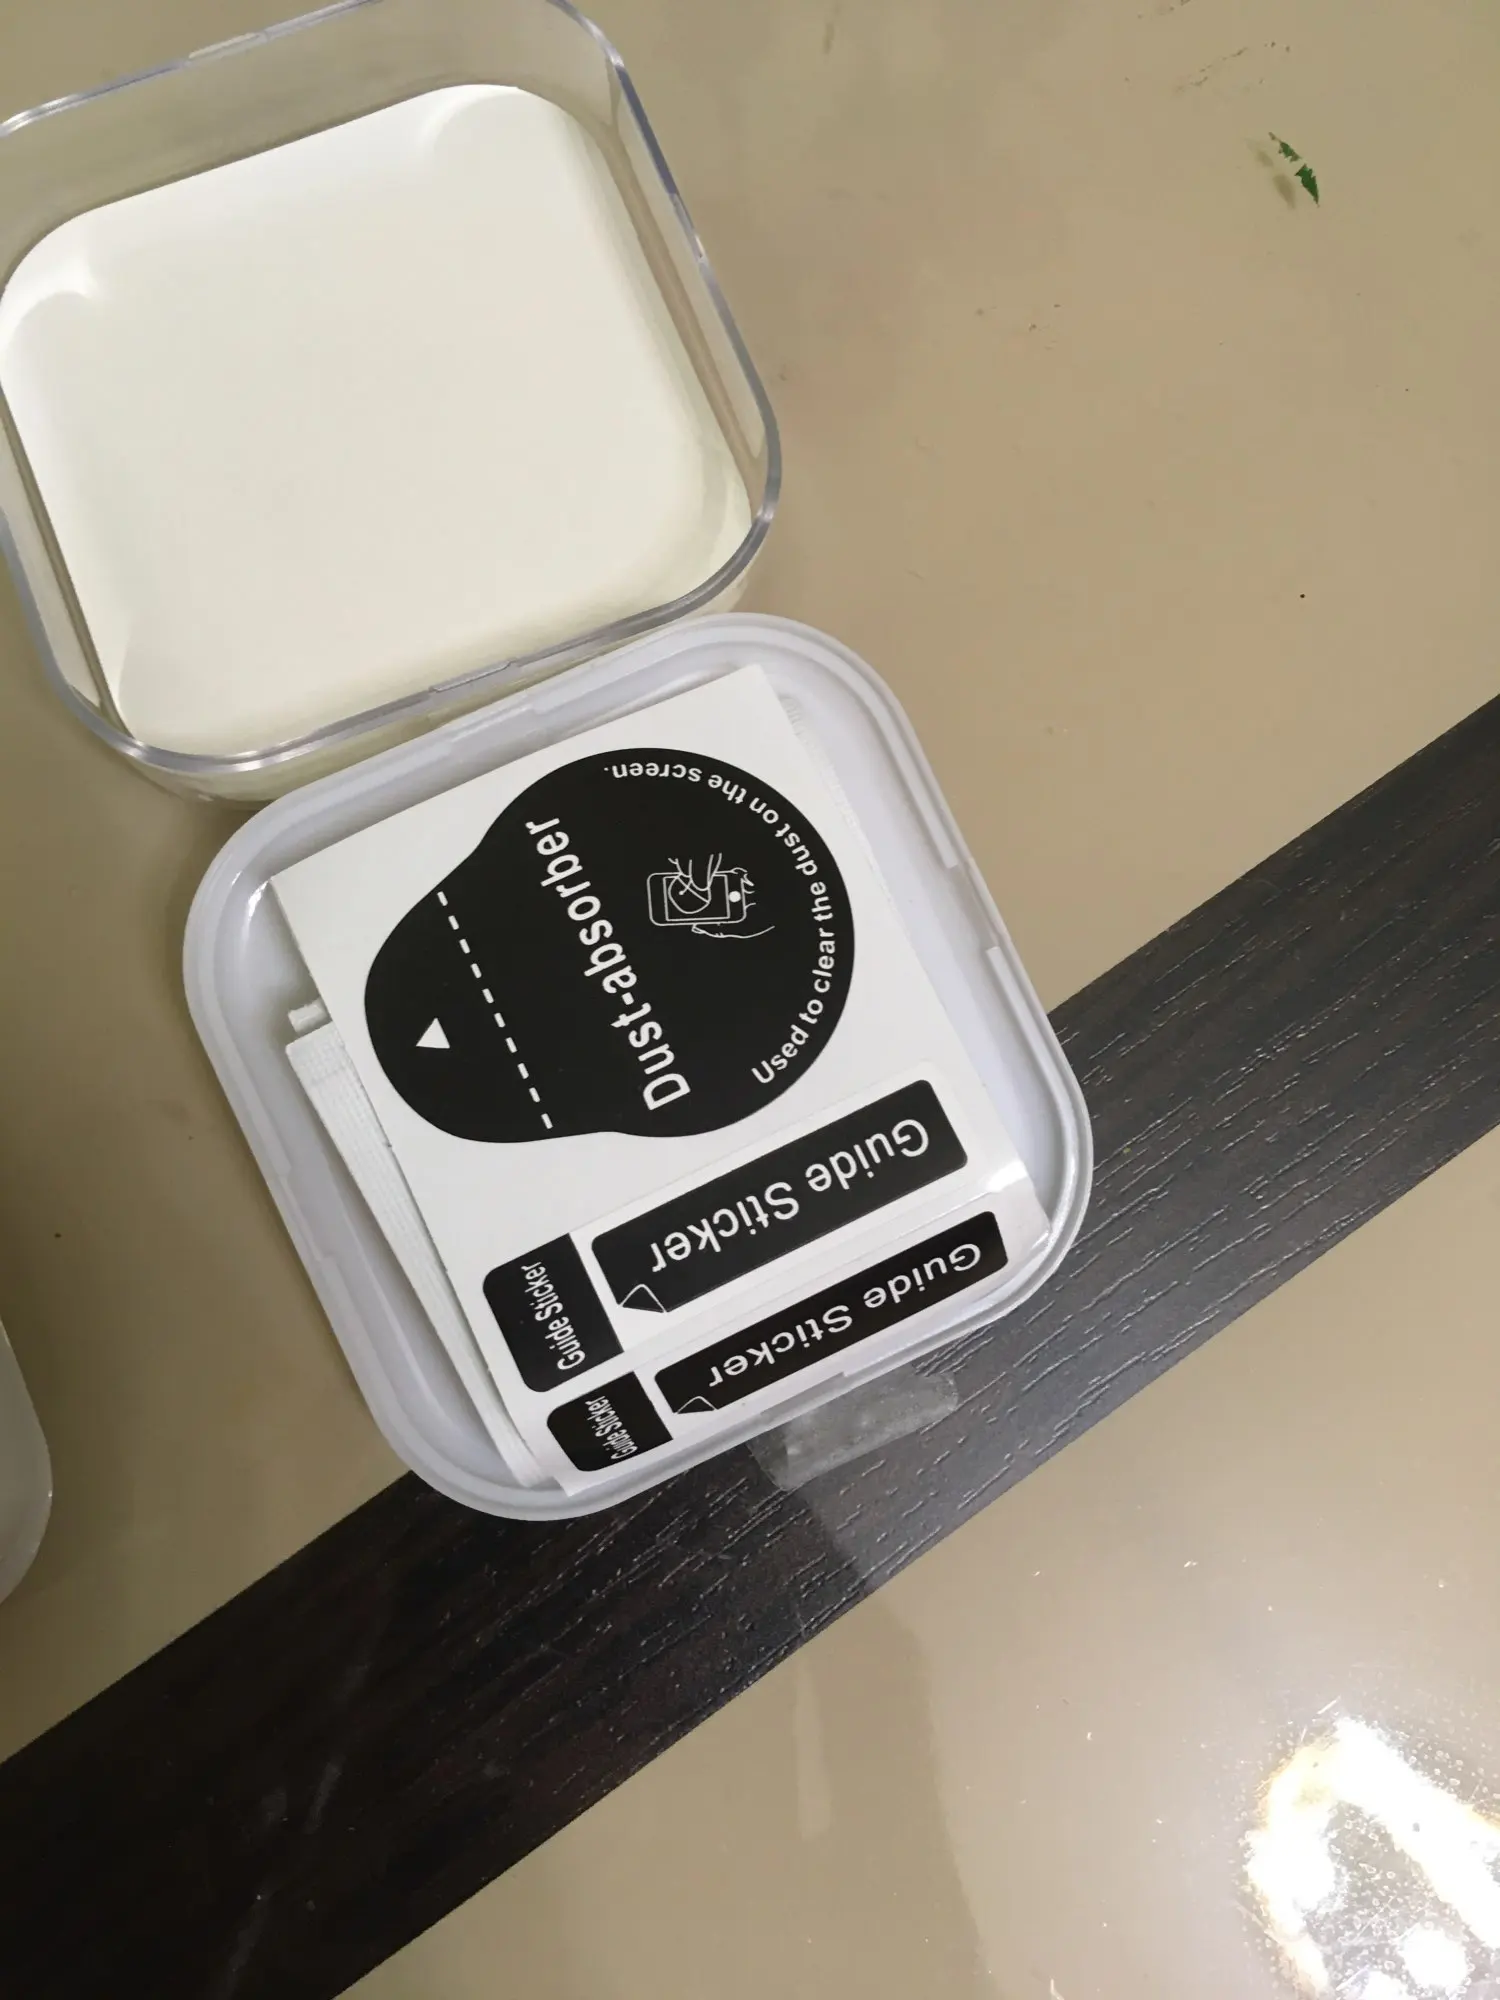 Dust-absorber
Used to clear the dust on the screen.
Guide Sticker
Guide Sticker
Guide Sticker
Guide Sticker